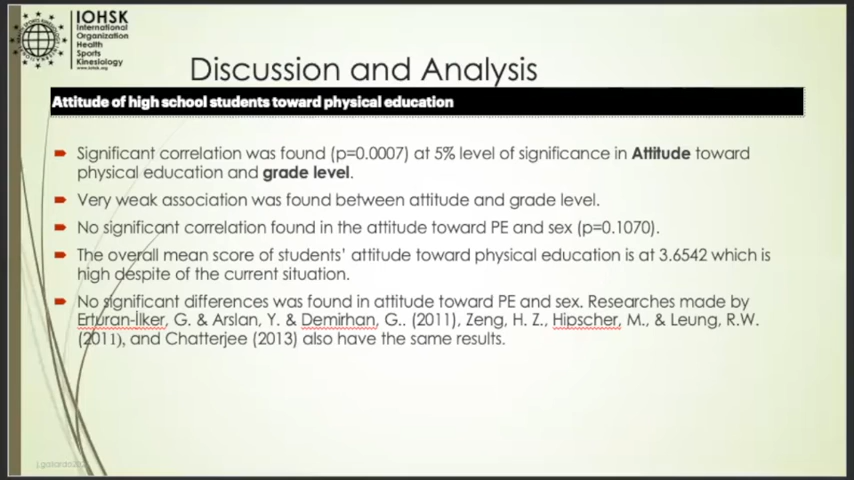 IOHSK
International
Organization
Health
Sports
Kinesiology
www.iohsk.org
Discussion and Analysis
Attitude of high school students toward physical education
Significant correlation was found (p=0.0007) at 5% level of significance in Attitude toward
physical education and grade level.
Very weak association was found between attitude and grade level.
No significant correlation found in the attitude toward PE and sex (p=0.1070).
The overall mean score of students' attitude toward physical education is at 3.6542 which is
high despite of the current situation.
No significant differences was found in attitude toward PE and sex. Researches made by
Erturan-İlker, G. & Arslan, Y. & Demirhan, G.. (2011), Zeng, H. Z., Hipscher, M., & Leung, R.W.
(2011), and Chatterjee (2013) also have the same results.